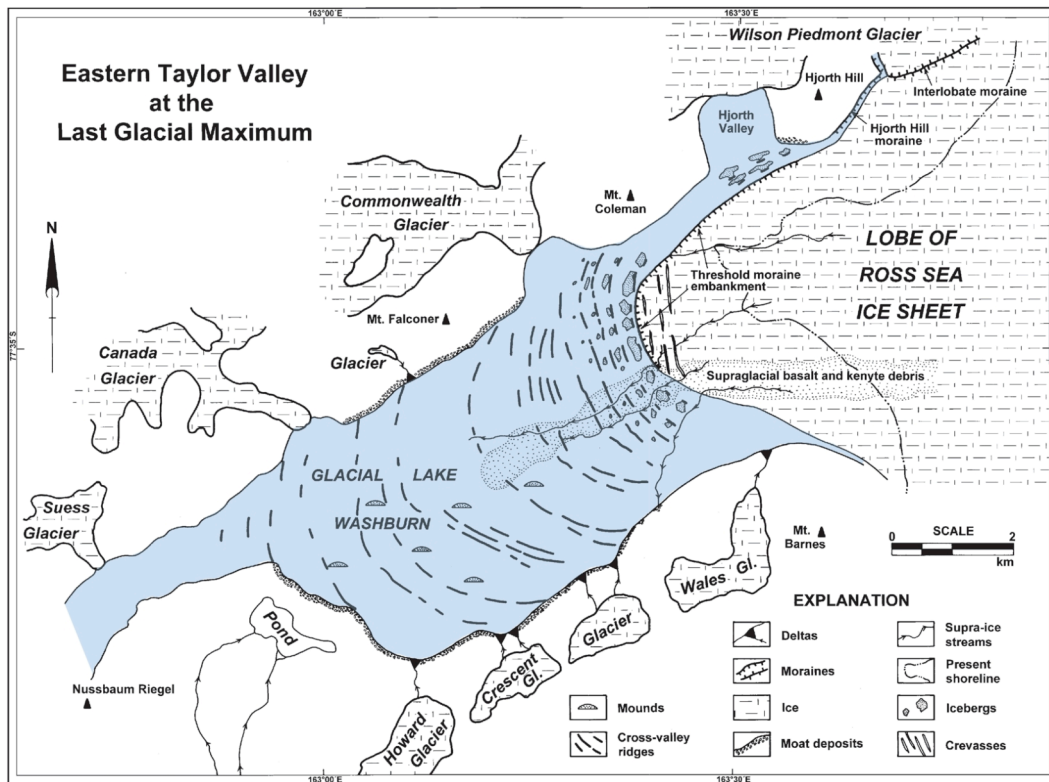 163°00' E
163°30' E
Eastern Taylor Valley
at the
Last Glacial Maximum
Wilson Piedmont Glacier
Hjorth Hill
Interlobate moraine
Hjorth
Valley
Hjorth Hill
moraine
Commonwealth
Glacier
Mt.
Coleman
N
LOBE OF
ROSS SEA
ICE SHEET
Threshold moraine
embankment
Mt. Falconer
77°35' S
Canada
Glacier
Glacier
Supraglacial basalt and kenyte debris
GLACIAL LAKE
WASHBURN
Suess
Glacier
Mt.
Barnes
SCALE
0 2
km
Wales Gl.
Pond
Glacier
Crescent
Gl.
Howard
Glacier
Nussbaum Riegel
EXPLANATION
Deltas
Supra-ice
streams
Moraines
Present
shoreline
Mounds
Ice
Icebergs
Cross-valley
ridges
Moat deposits
Crevasses
163°00' E
163°30' E